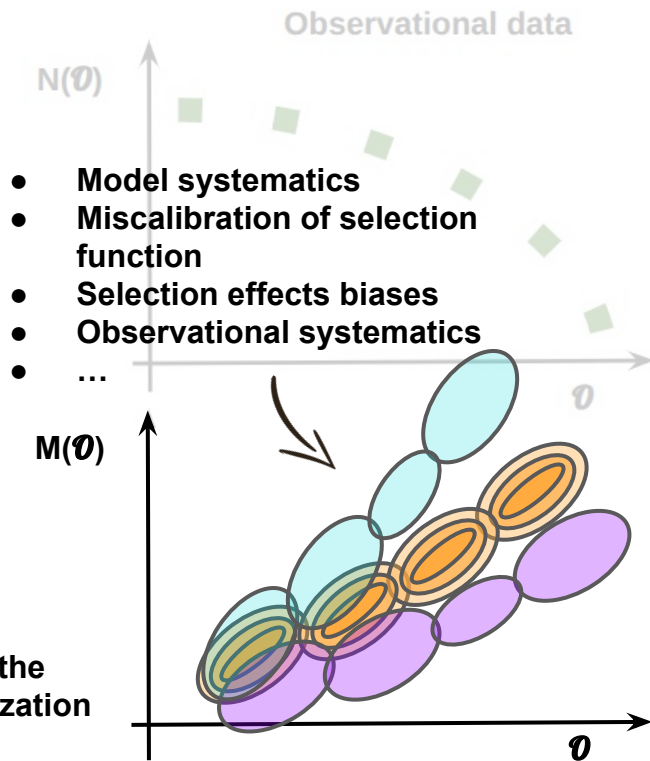 Observational data
N(𝒪)
● Model systematics
● Miscalibration of selection
function
● Selection effects biases
● Observational systematics
● …
𝒪
M(𝒪)
the
zation
𝒪